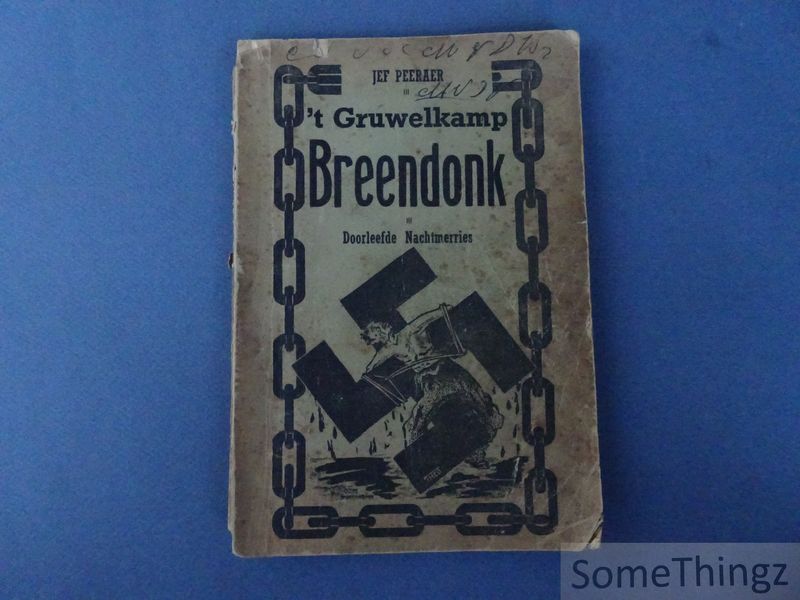 JEF PEERAER
't Gruwelkamp
Breendonk
Doorleefde Nachtmerries
SomeThingz